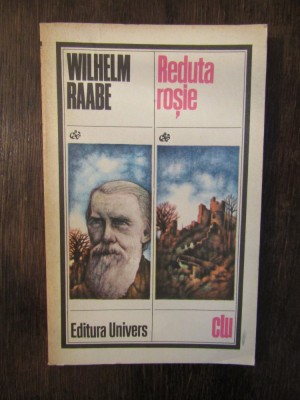 WILHELM
RAABE
Reduta
roșie
Editura Univers
clu